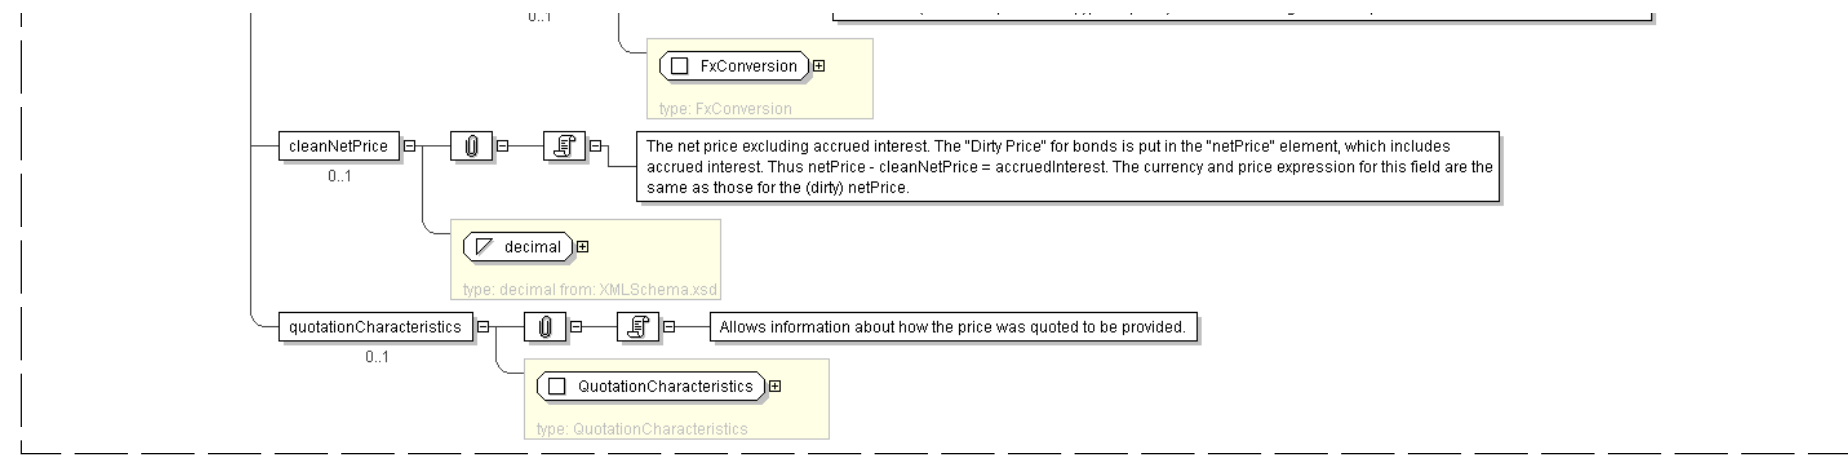 0..1
FxConversion
type: FxConversion
cleanNetPrice
0..1
The net price excluding accrued interest. The "Dirty Price" for bonds is put in the "netPrice" element, which includes
accrued interest. Thus netPrice - cleanNetPrice = accruedInterest. The currency and price expression for this field are the
same as those for the (dirty) netPrice.
decimal
type: decimal from: XMLSchema.xsd
quotationCharacteristics
0..1
Allows information about how the price was quoted to be provided.
QuotationCharacteristics
type: QuotationCharacteristics